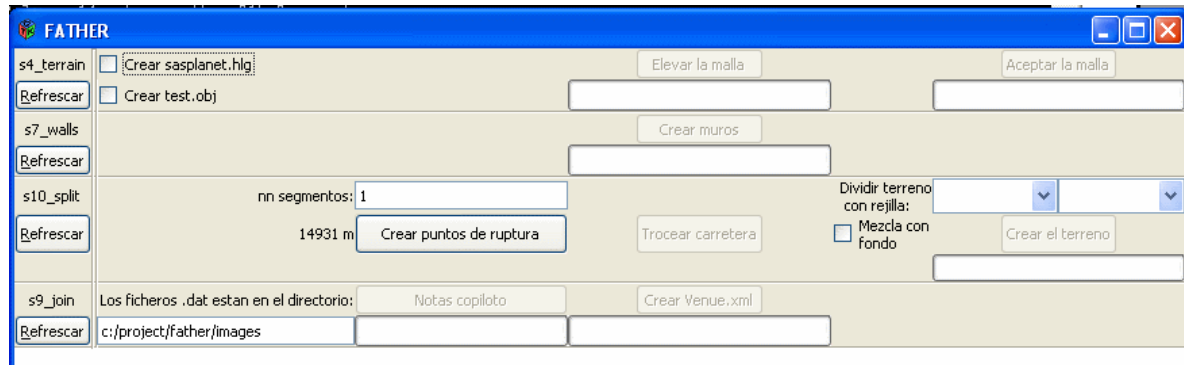 FATHER
s4_terrain Crear sasplanet.hlg Elevar la malla Aceptar la malla
Refrescar Crear test.obj
s7_walls Crear muros
Refrescar
s10_split nn segmentos: 1 Dividir terreno con rejilla:
Refrescar 14931 m Crear puntos de ruptura Trocear carretera Mezcla con fondo Crear el terreno
s9_join Los ficheros .dat estan en el directorio: Notas copiloto Crear Venue.xml
Refrescar c:/project/father/images